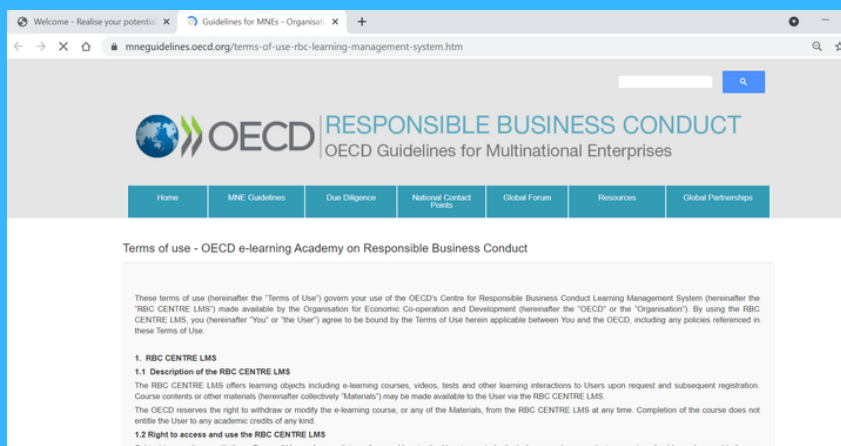 Welcome - Realise your potential
Guidelines for MNEs - Organisati
mneguidelines.oecd.org/terms-of-use-rbc-learning-management-system.htm
OECD
RESPONSIBLE BUSINESS CONDUCT
OECD Guidelines for Multinational Enterprises
Home
MNE Guidelines
Due Diligence
National Contact
Points
Global Forum
Resources
Global Partnerships
Terms of use - OECD e-learning Academy on Responsible Business Conduct
These terms of use (hereinafter the "Terms of Use") govern your use of the OECD's Centre for Responsible Business Conduct Learning Management System (hereinafter the
"RBC CENTRE LMS") made available by the Organisation for Economic Co-operation and Development (hereinafter the "OECD" or the "Organisation"). By using the RBC
CENTRE LMS, you (hereinafter "You" or "the User") agree to be bound by the Terms of Use herein applicable between You and the OECD, including any policies referenced in
these Terms of Use.
1. RBC CENTRE LMS
1.1 Description of the RBC CENTRE LMS
The RBC CENTRE LMS offers learning objects including e-learning courses, videos, tests and other learning interactions to Users upon request and subsequent registration.
Course contents or other materials (hereinafter collectively "Materials") may be made available to the User via the RBC CENTRE LMS.
The OECD reserves the right to withdraw or modify the e-learning course, or any of the Materials, from the RBC CENTRE LMS at any time. Completion of the course does not
entitle the User to any academic credits of any kind.
1.2 Right to access and use the RBC CENTRE LMS